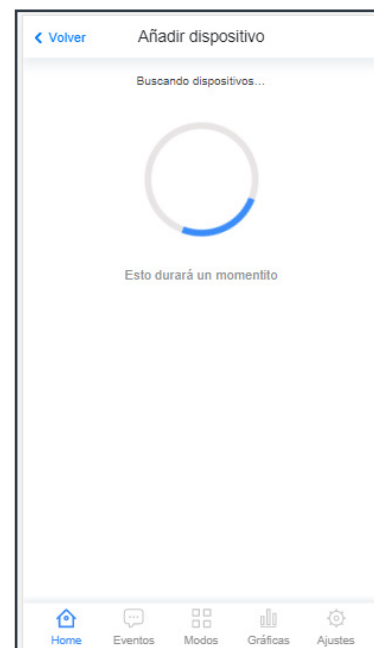 Volver Añadir dispositivo
Buscando dispositivos...
Esto durará un momentito
Home Eventos Modos Gráficas Ajustes